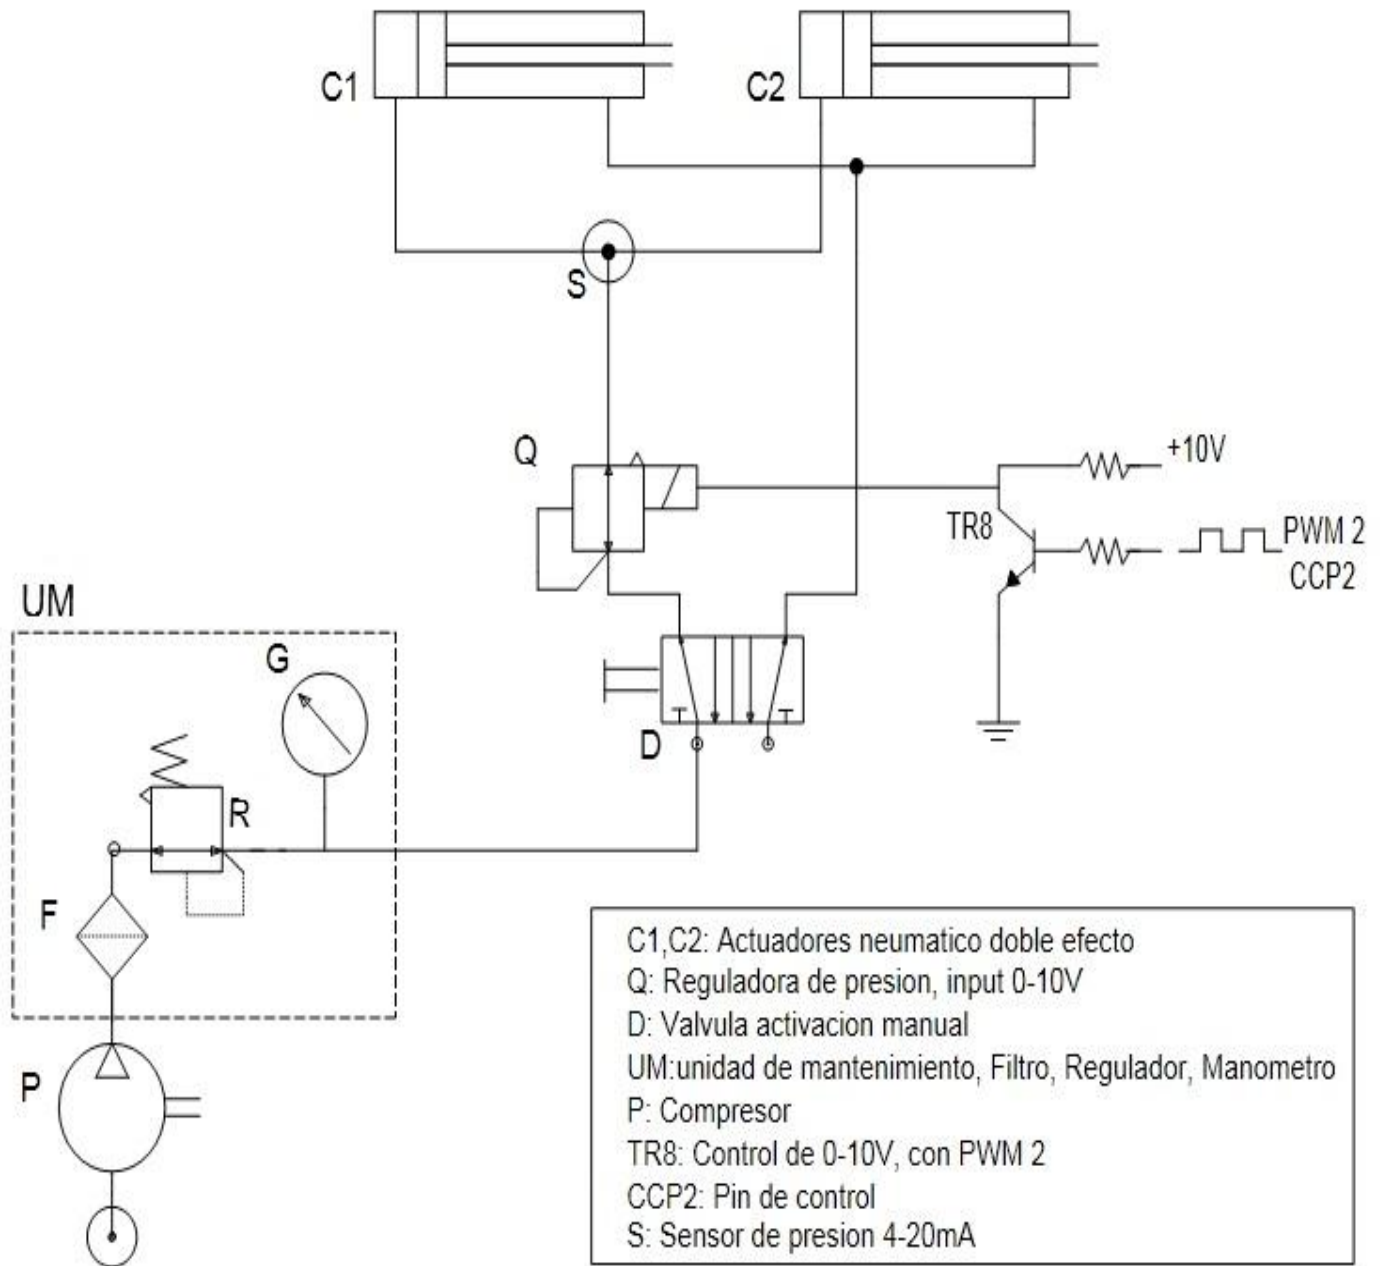 C1
C2
S
Q
+10V
TR8
PWM 2
CCP2
UM
G
D
R
F
P
C1,C2: Actuadores neumatico doble efecto
Q: Reguladora de presion, input 0-10V
D: Valvula activacion manual
UM:unidad de mantenimiento, Filtro, Regulador, Manometro
P: Compresor
TR8: Control de 0-10V, con PWM 2
CCP2: Pin de control
S: Sensor de presion 4-20mA